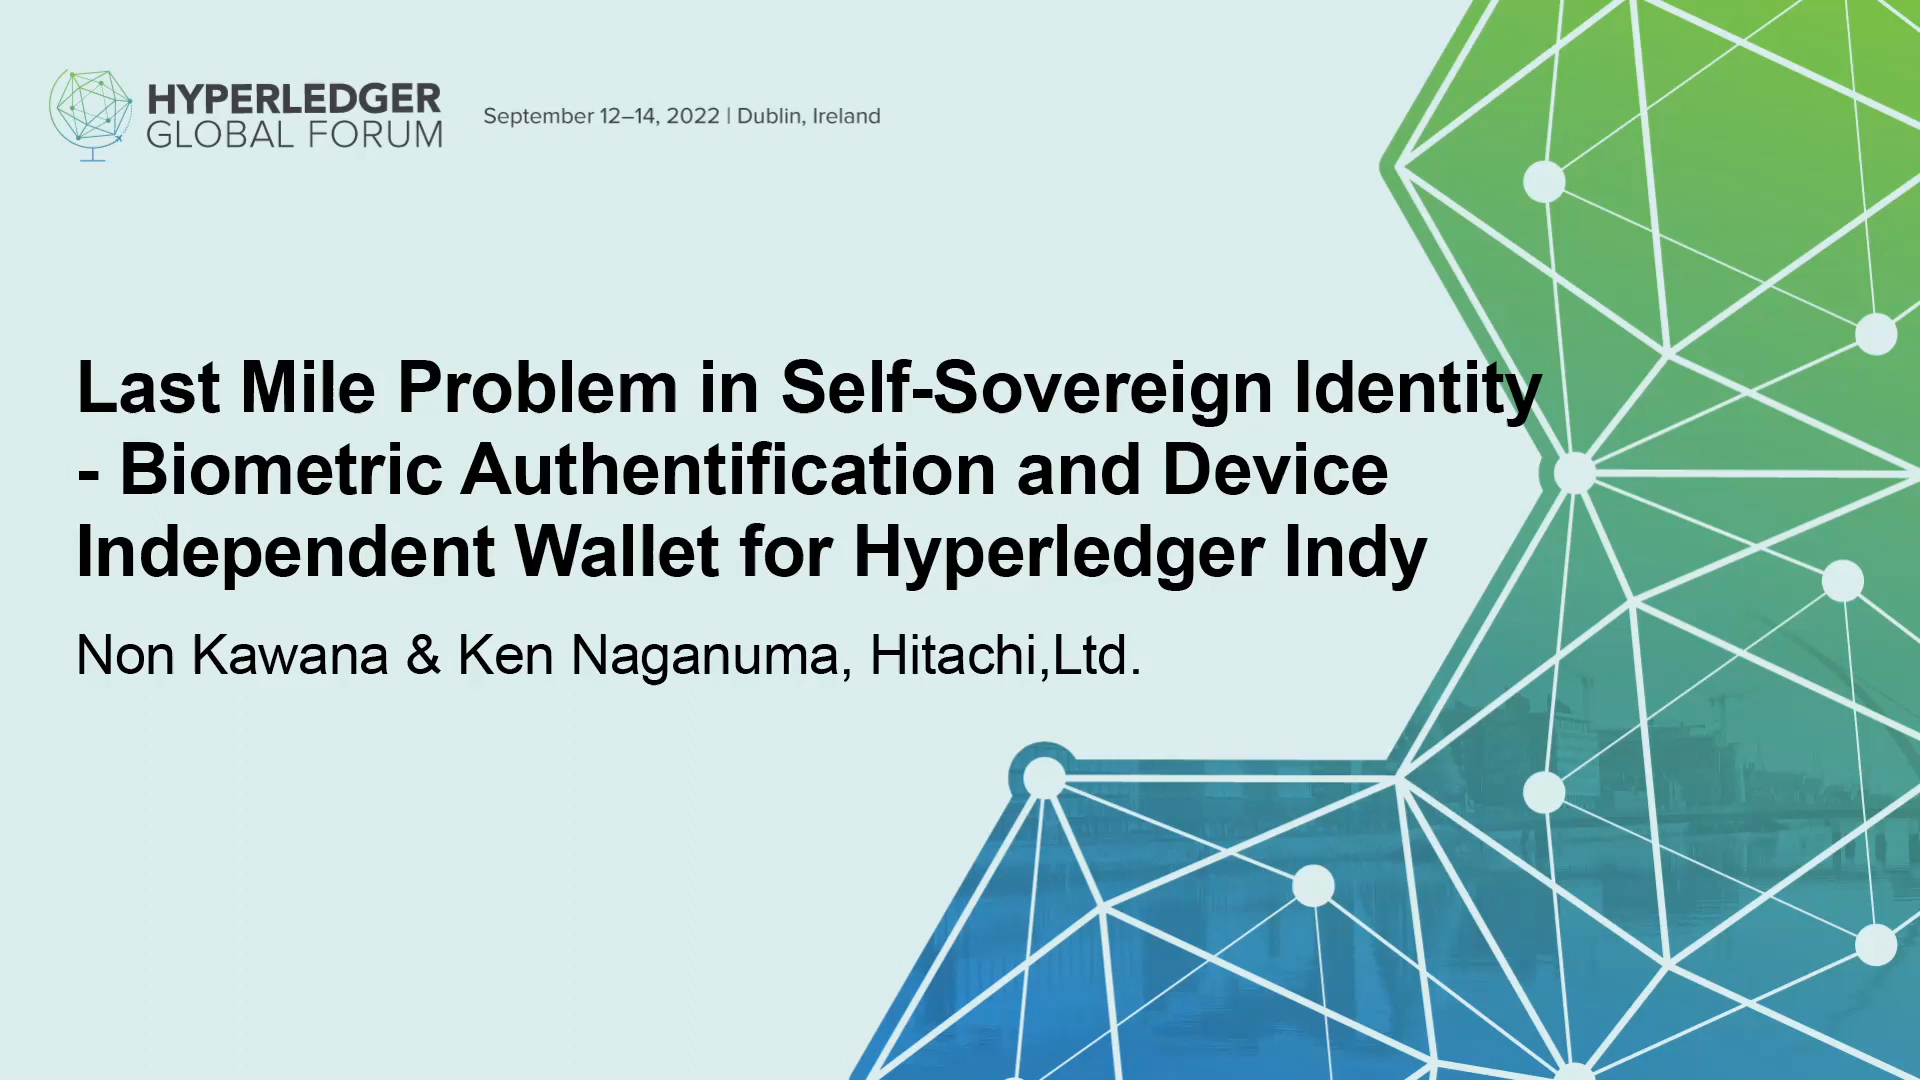 HYPERLEDGER
GLOBAL FORUM
September 12–14, 2022 | Dublin, Ireland
Last Mile Problem in Self-Sovereign Identity
- Biometric Authentification and Device
Independent Wallet for Hyperledger Indy
Non Kawana & Ken Naganuma, Hitachi,Ltd.